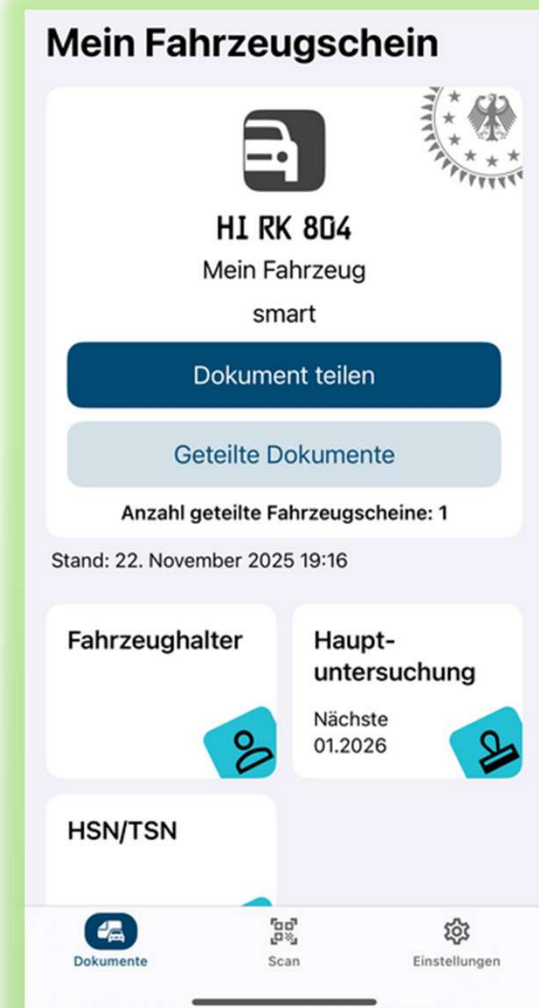 Mein Fahrzeugschein
HI RK 804
Mein Fahrzeug
smart
Dokument teilen
Geteilte Dokumente
Anzahl geteilte Fahrzeugscheine: 1
Stand: 22. November 2025 19:16
Fahrzeughalter
Haupt-
untersuchung
Nächste
01.2026
HSN/TSN
Dokumente
Scan
Einstellungen